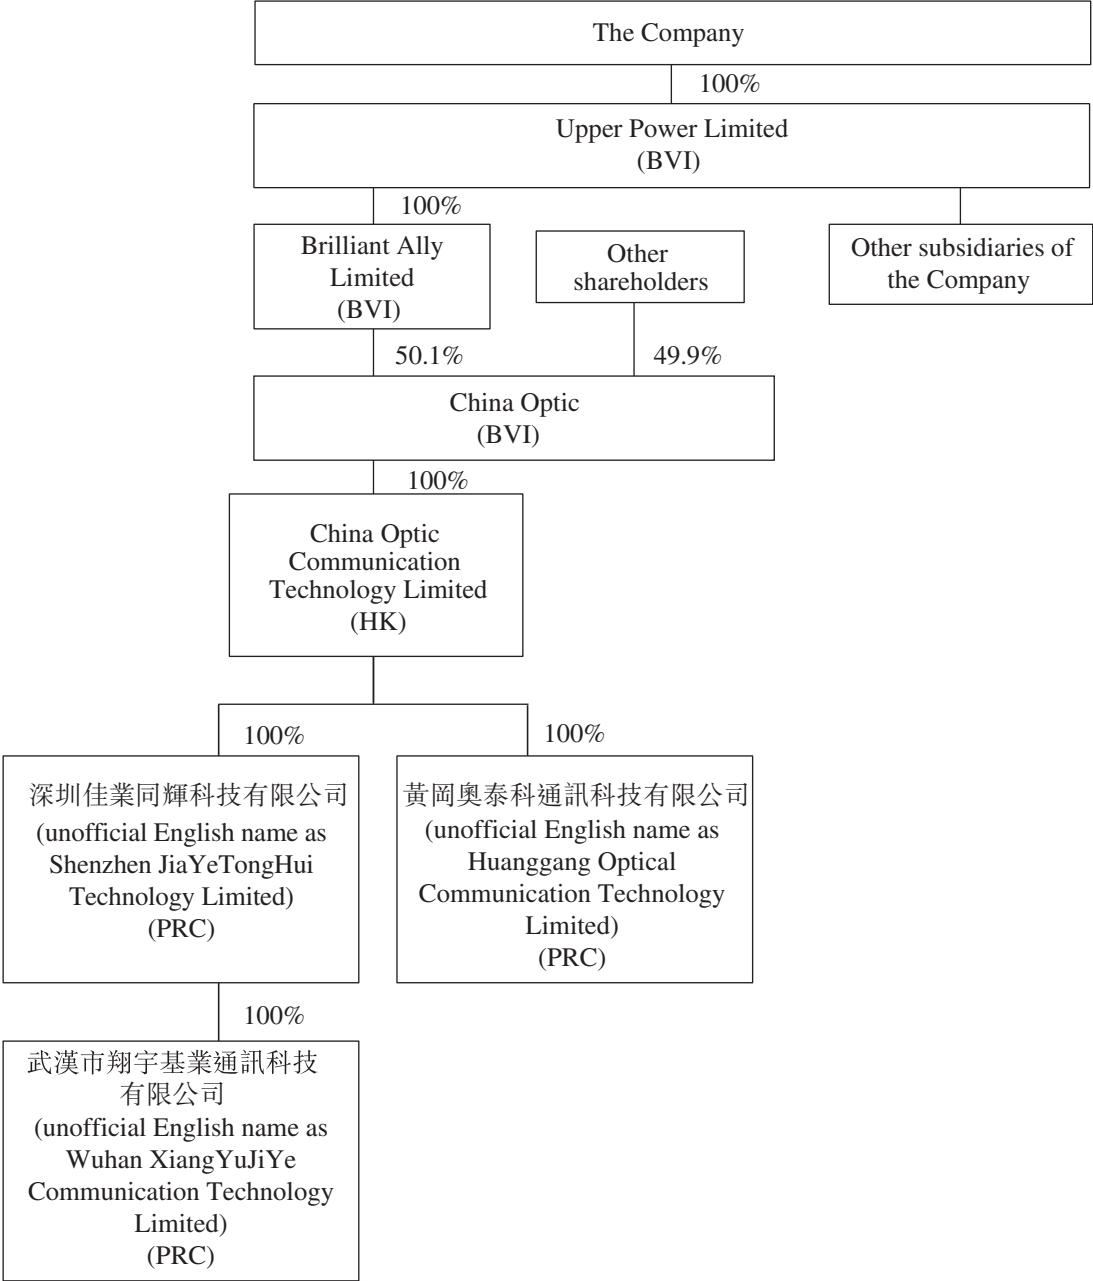 The Company
100%
Upper Power Limited
(BVI)
100%
Brilliant Ally
Limited
(BVI)
Other
shareholders
Other subsidiaries of
the Company
50.1%
49.9%
China Optic
(BVI)
100%
China Optic
Communication
Technology Limited
(HK)
100%
100%
深圳佳業同輝科技有限公司
(unofficial English name as
Shenzhen JiaYeTongHui
Technology Limited)
(PRC)
黃岡奧泰科通訊科技有限公司
(unofficial English name as
Huanggang Optical
Communication Technology
Limited)
(PRC)
100%
武漢市翔宇基業通訊科技
有限公司
(unofficial English name as
Wuhan XiangYuJiYe
Communication Technology
Limited)
(PRC)